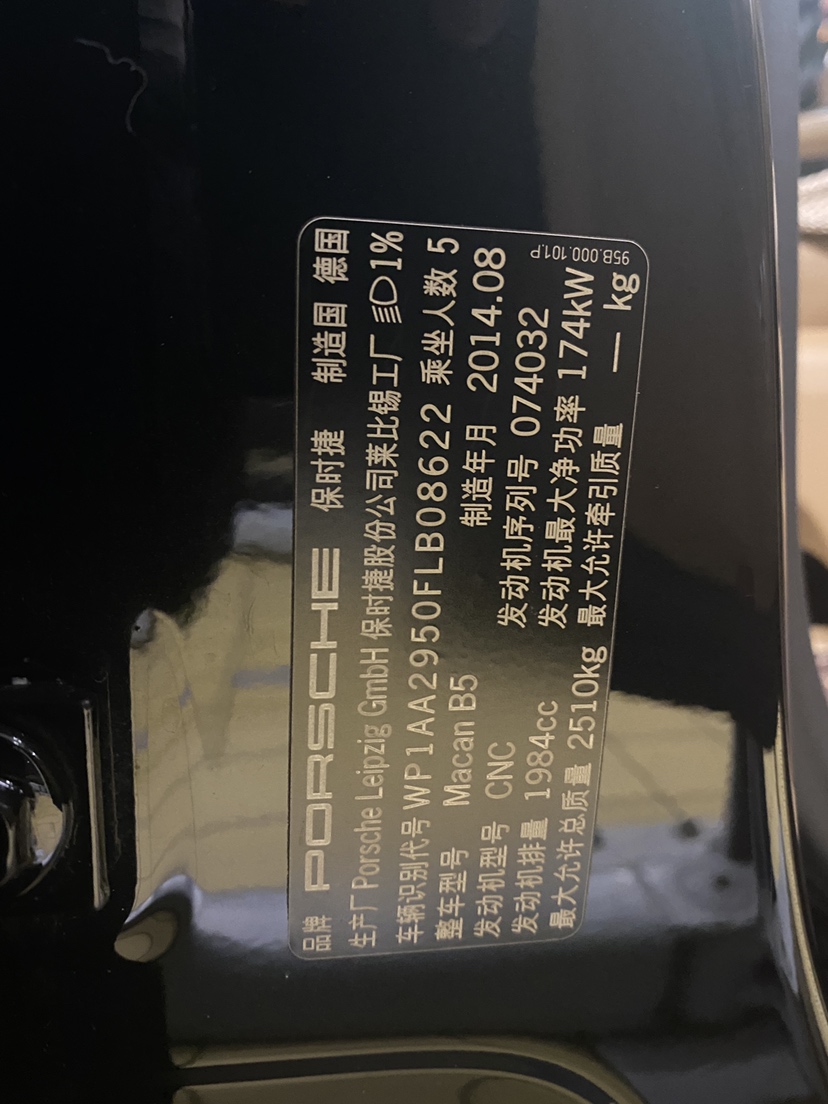 品牌 PORSCHE 保时捷 制造国 德国
生产厂 Porsche Leipzig GmbH 保时捷股份公司莱比锡工厂 1%
车辆识别代号 WP1AA2950FLB08622 乘坐人数 5
整车型号 Macan B5 制造年月 2014.08
发动机型号 CNC 发动机序列号 074032
发动机排量 1984cc 发动机最大净功率 174kW
最大允许总质量 2510kg 最大允许牵引质量 — kg
95B.000.101.P